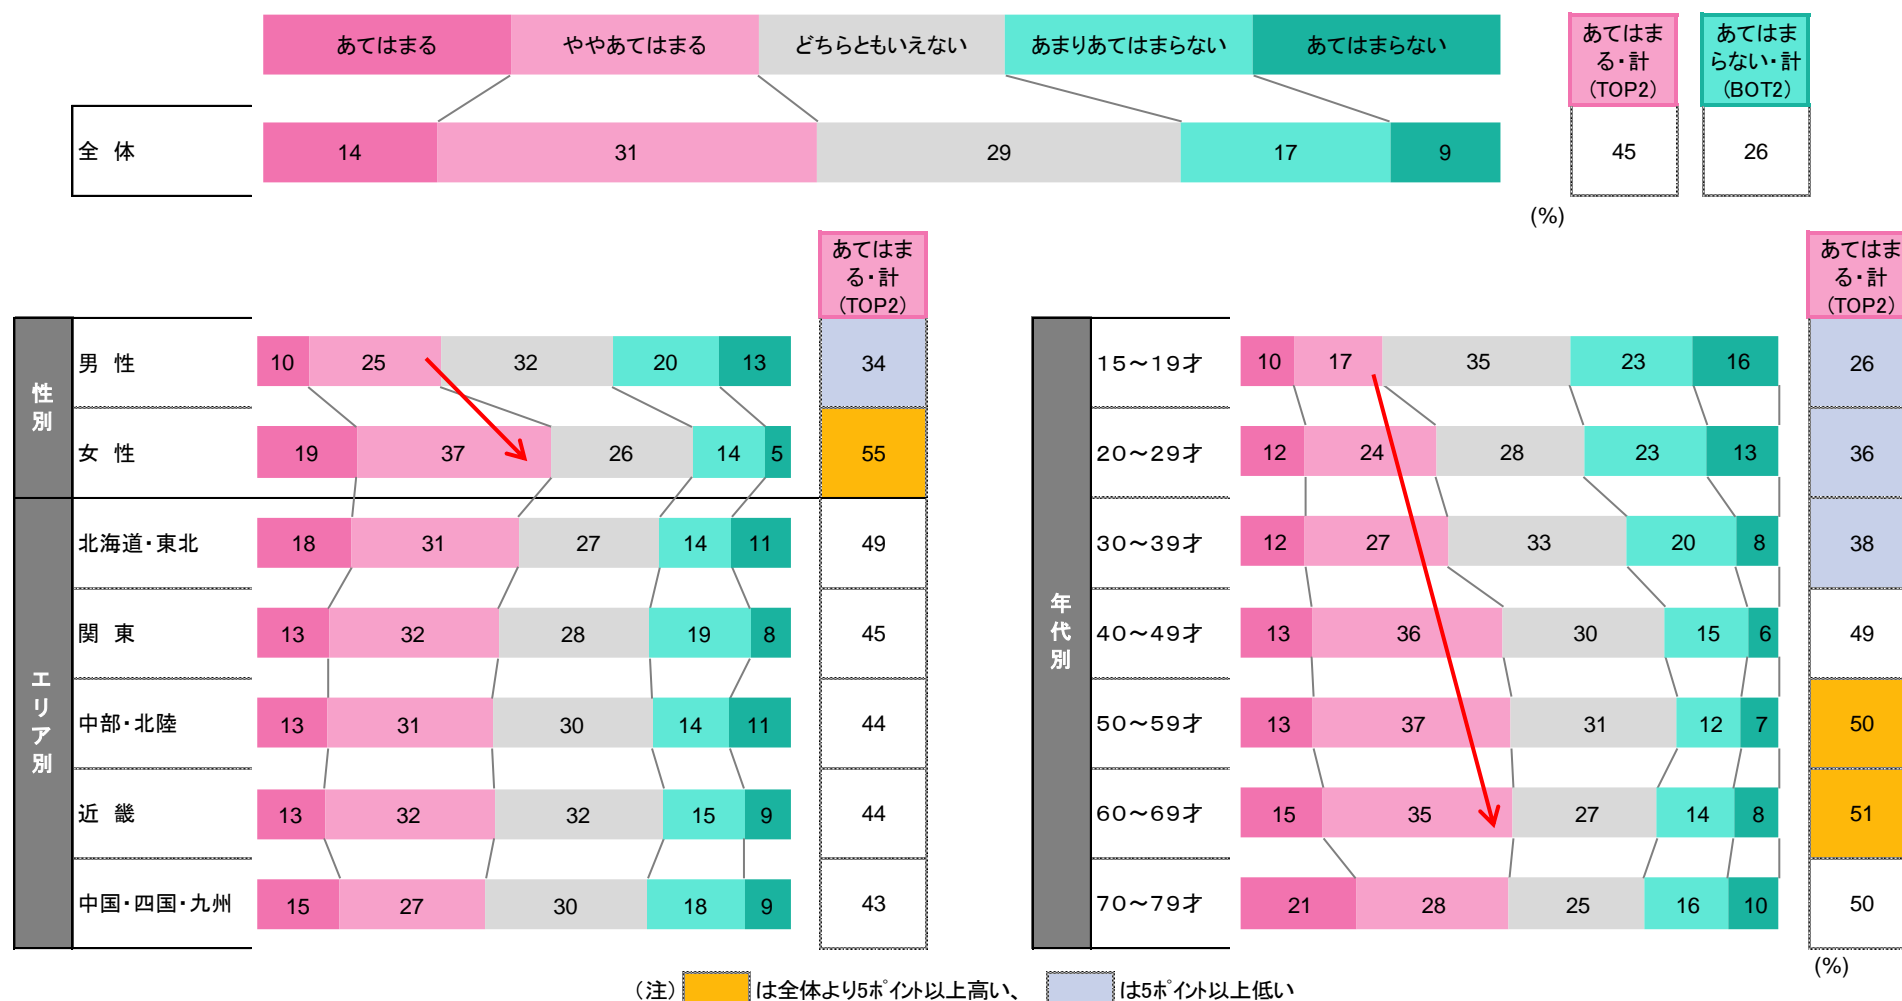 あてはまる ややあてはまる どちらともいえない あまりあてはまらない あてはまらない
あてはま
る・計
(TOP2)
あてはま
らない・計
(BOT2)
全 体 14 31 29 17 9 45 26
(%)
あてはま
る・計
(TOP2)
性別
男 性 10 25 32 20 13 34
女 性 19 37 26 14 5 55
エリア別
北海道・東北 18 31 27 14 11 49
関 東 13 32 28 19 8 45
中部・北陸 13 31 30 14 11 44
近 畿 13 32 32 15 9 44
中国・四国・九州 15 27 30 18 9 43
あてはま
る・計
(TOP2)
年代別
15～19才 10 17 35 23 16 26
20～29才 12 24 28 23 13 36
30～39才 12 27 33 20 8 38
40～49才 13 36 30 15 6 49
50～59才 13 37 31 12 7 50
60～69才 15 35 27 14 8 51
70～79才 21 28 25 16 10 50
(%)
（注） は全体より5ﾎﾟｲﾝﾄ以上高い、 は5ﾎﾟｲﾝﾄ以上低い